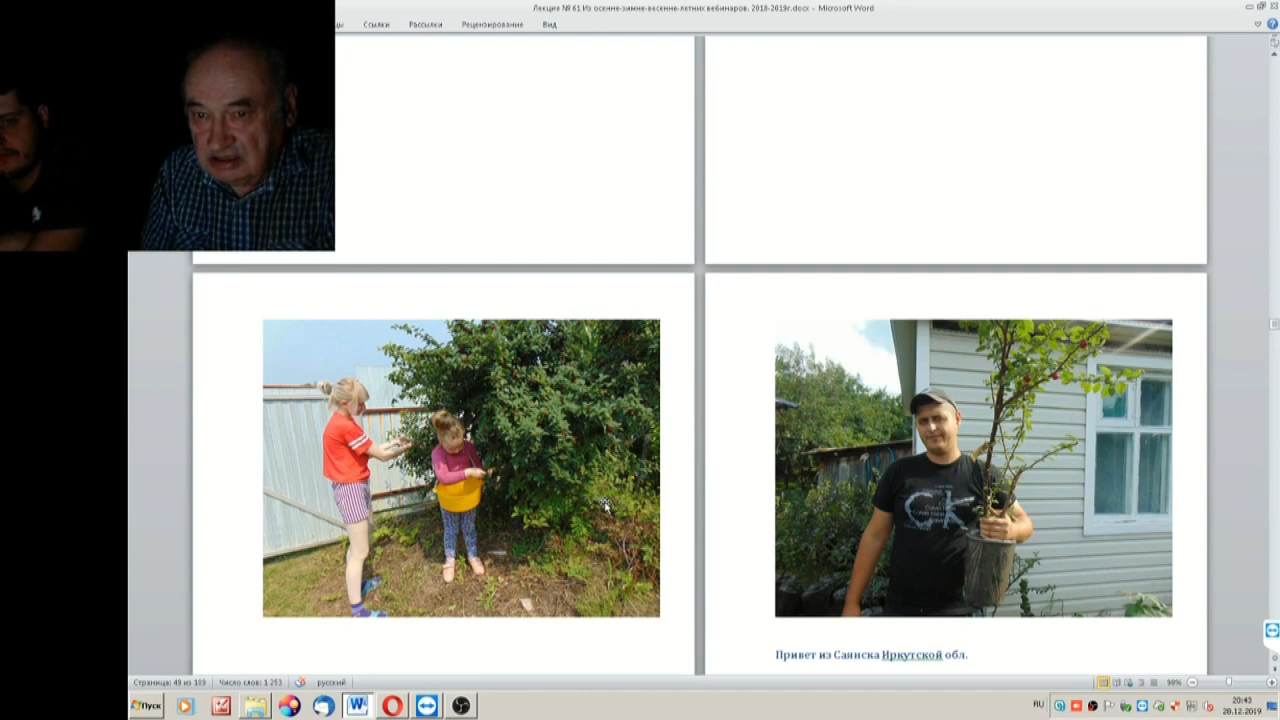 Лекция № 61 Из осенне-зимне-весенне-летних вебинаров. 2018-2019г.docx - Microsoft Word
Ссылки Рассылки Рецензирование Вид
CK
Привет из Саянска Иркутской обл.
Страница: 49 из 109 Число слов: 1 253 русский 90%
Пуск RU 20:43
20.12.2019